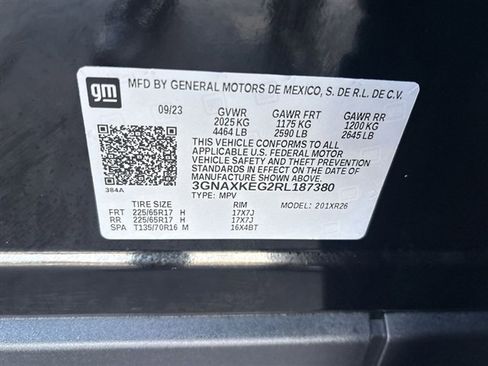 gm
MFD BY GENERAL MOTORS DE MEXICO, S. DE R.L. DE C.V.
09/23 GVWR GAWR FRT GAWR RR
2025 KG 1175 KG 1200 KG
4464 LB 2590 LB 2645 LB
THIS VEHICLE CONFORMS TO ALL
APPLICABLE U.S. FEDERAL MOTOR
VEHICLE SAFETY AND THEFT PREVENTION
STANDARDS IN EFFECT ON THE DATE OF
MANUFACTURE SHOWN ABOVE.
3GNAXKEG2RL187380
384A TYPE: MPV
TIRE SIZE RIM MODEL: 201XR26
FRT 225/65R17 H 17X7J
RR 225/65R17 H 17X7J
SPA T135/70R16 M 16X4BT